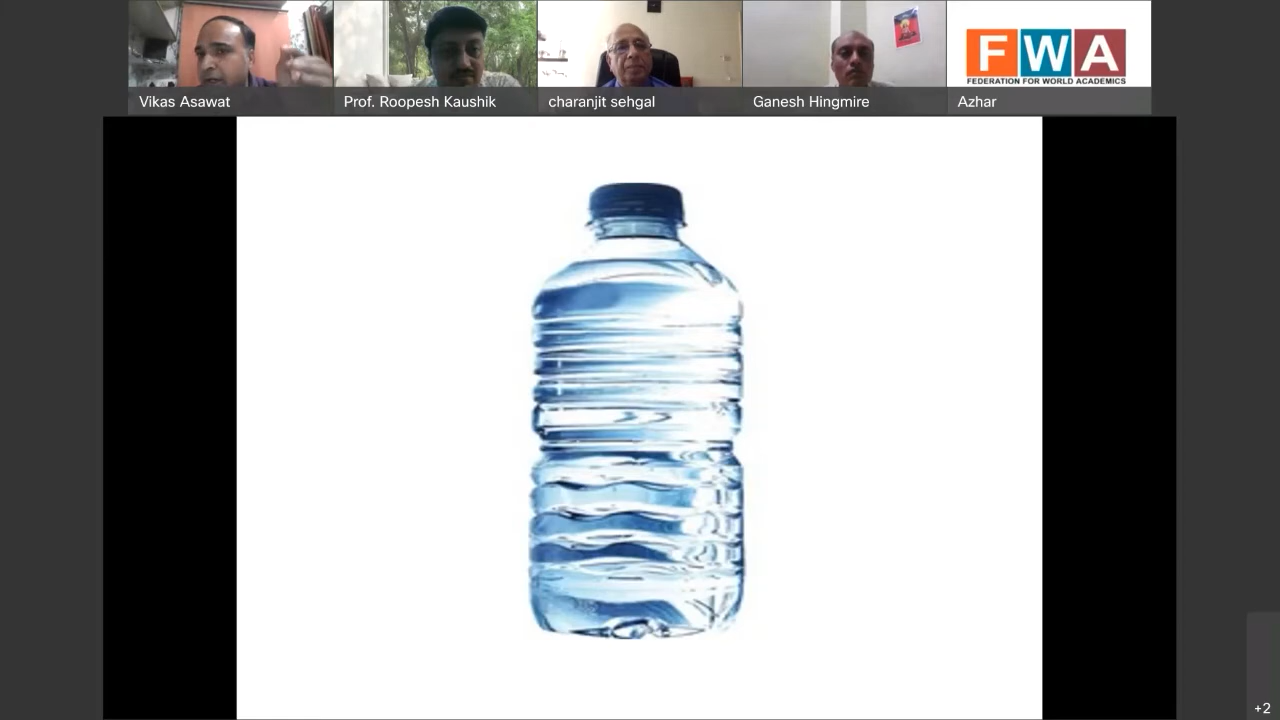 FWA
FEDERATION FOR WORLD ACADEMICS
Vikas Asawat
Prof. Roopesh Kaushik
charanjit sehgal
Ganesh Hingmire
Azhar
+2